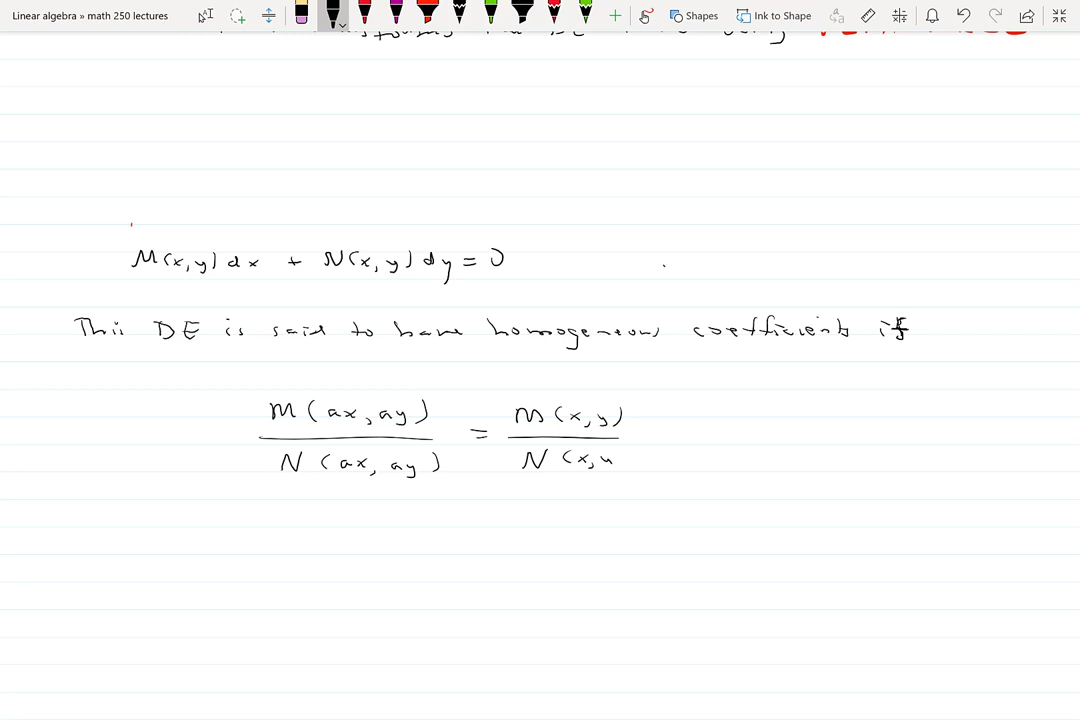 Linear algebra » math 250 lectures
Shapes
Ink to Shape
M(x,y)dx + N(x,y)dy = 0
This DE is said to have homogeneous coefficients if
M(ax,ay) / N(ax,ay) = M(x,y) / N(x,y